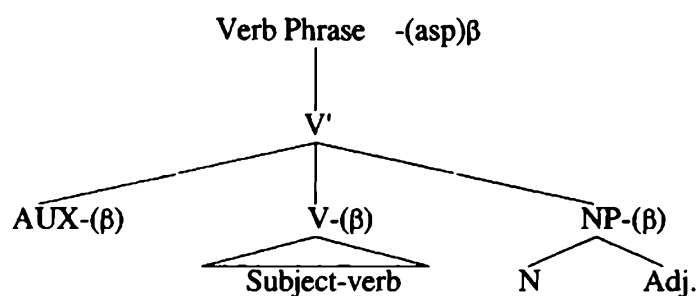 Verb Phrase -(asp)β
V'
AUX-(β) V-(β) NP-(β)
Subject-verb N Adj.